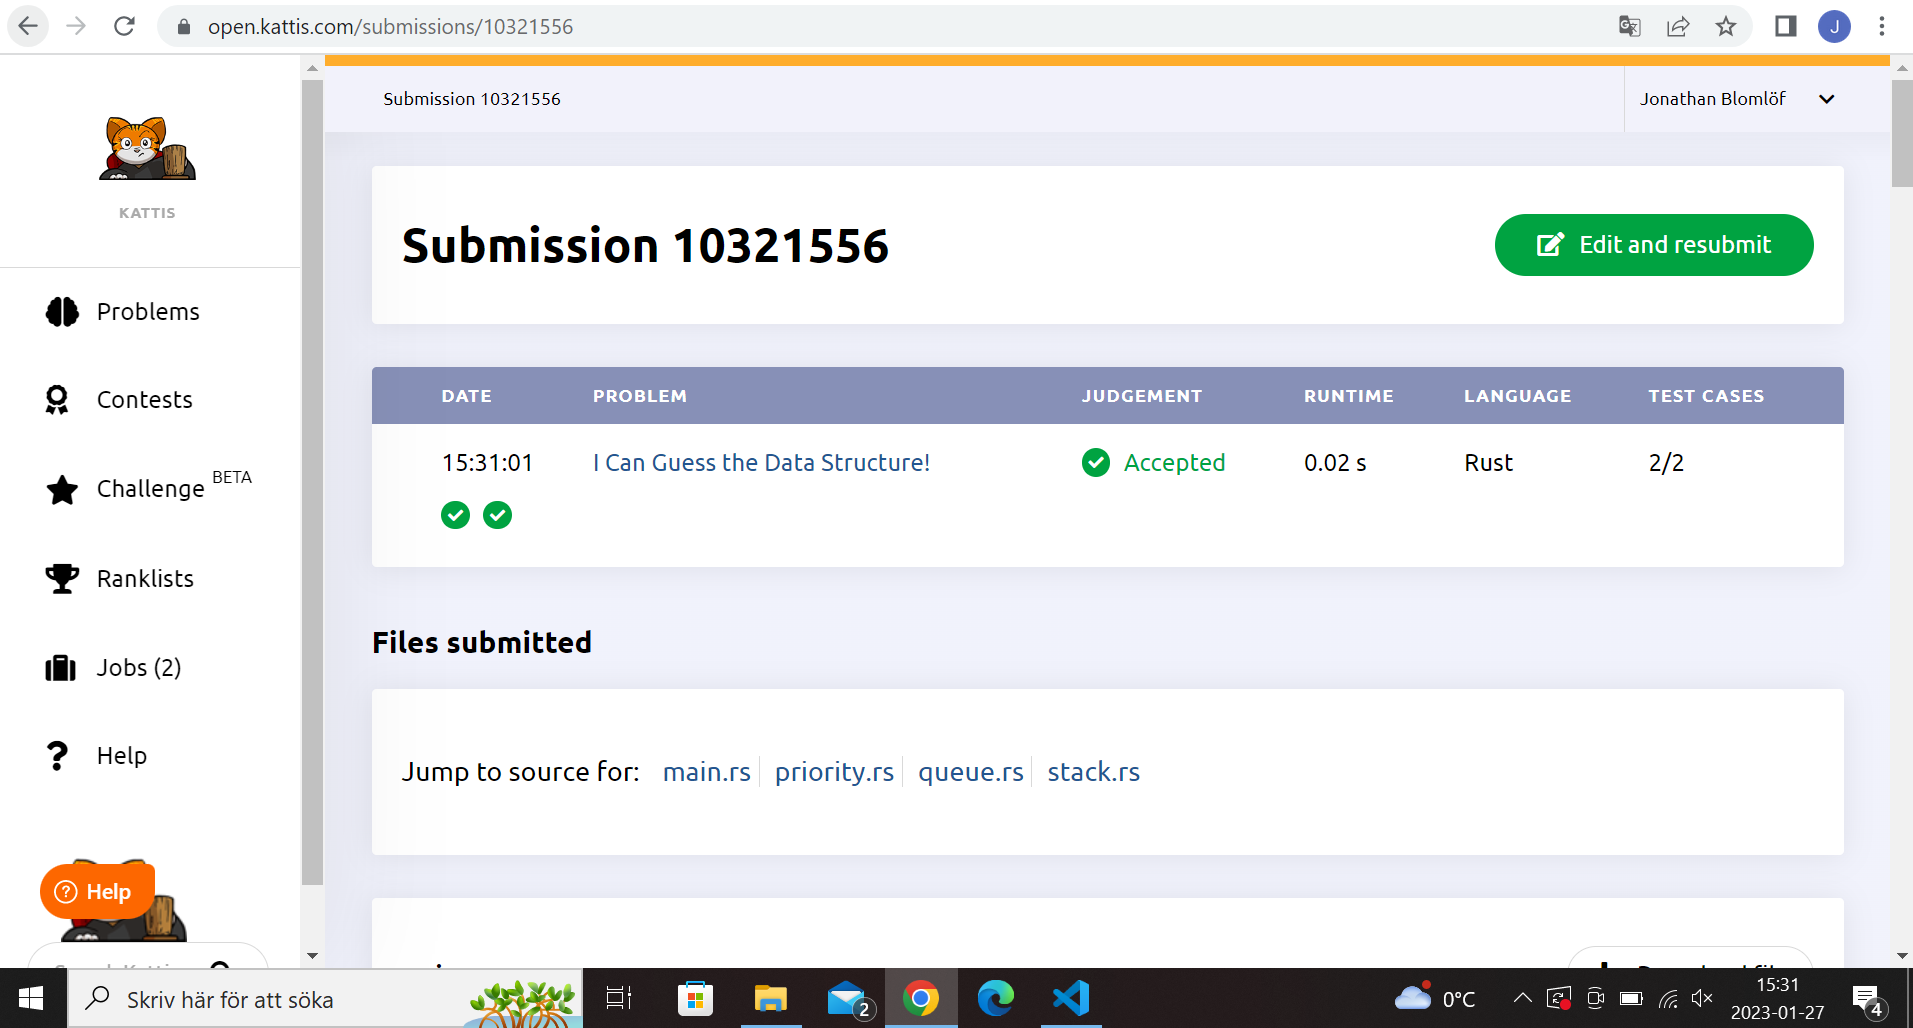 open.kattis.com/submissions/10321556
J
Submission 10321556
Jonathan Blomlöf
KATTIS
Submission 10321556
Edit and resubmit
Problems
Contests
Challenge BETA
Ranklists
Jobs (2)
Help
DATE PROBLEM JUDGEMENT RUNTIME LANGUAGE TEST CASES
15:31:01 I Can Guess the Data Structure! Accepted 0.02 s Rust 2/2
Files submitted
Jump to source for: main.rs priority.rs queue.rs stack.rs
Help
Skriv här för att söka
2
0°C
15:31
2023-01-27
4